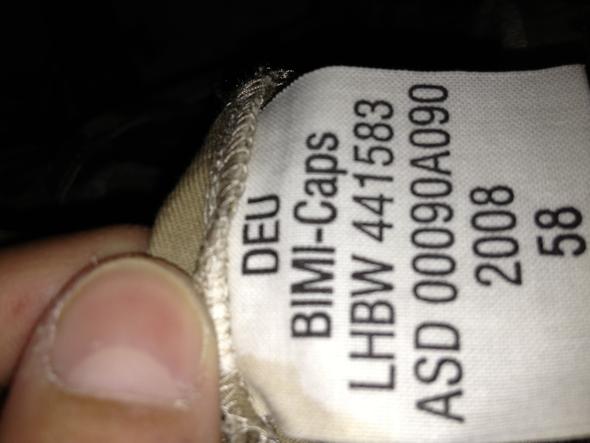 DEU
BIMI-Caps
LHBW 441583
ASD 00090A090
2008
58